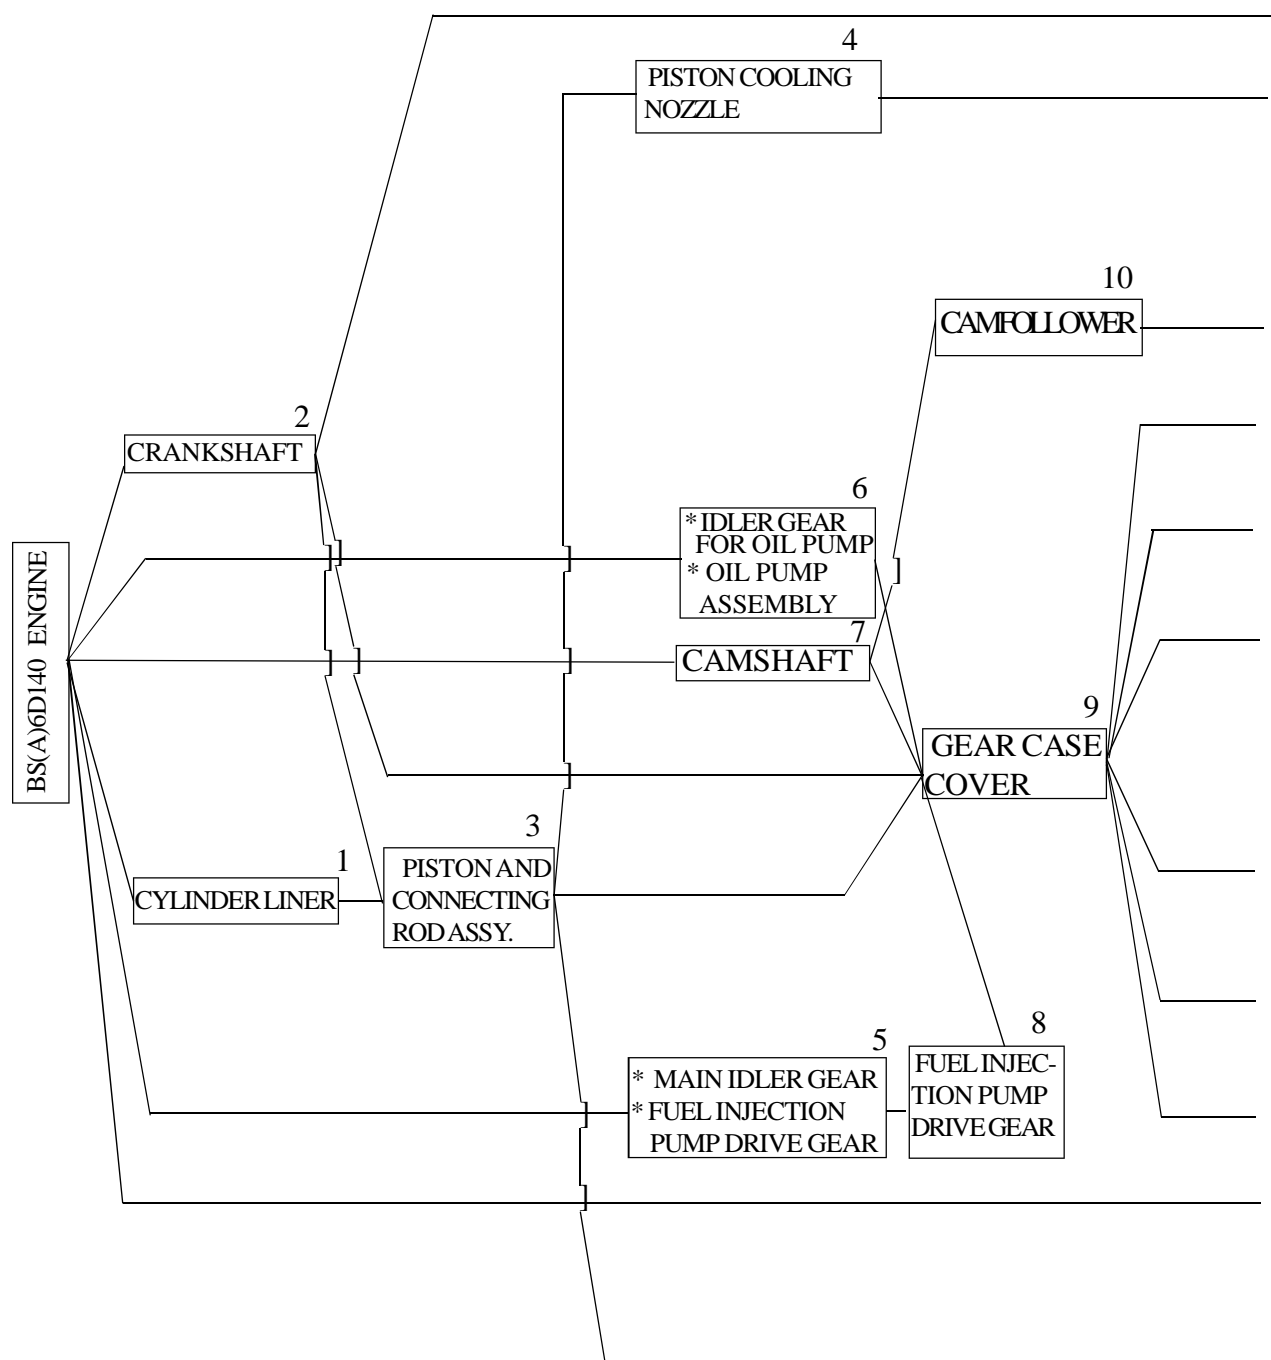 4
PISTON COOLING
NOZZLE
10
CAMFOLLOWER
2
CRANKSHAFT
6
* IDLER GEAR
FOR OIL PUMP
* OIL PUMP
ASSEMBLY
BS(A)6D140 ENGINE
7
CAMSHAFT
9
GEAR CASE
COVER
3
PISTON AND
CONNECTING
ROD ASSY.
1
CYLINDER LINER
5
* MAIN IDLER GEAR
* FUEL INJECTION
PUMP DRIVE GEAR
8
FUEL INJEC-
TION PUMP
DRIVE GEAR